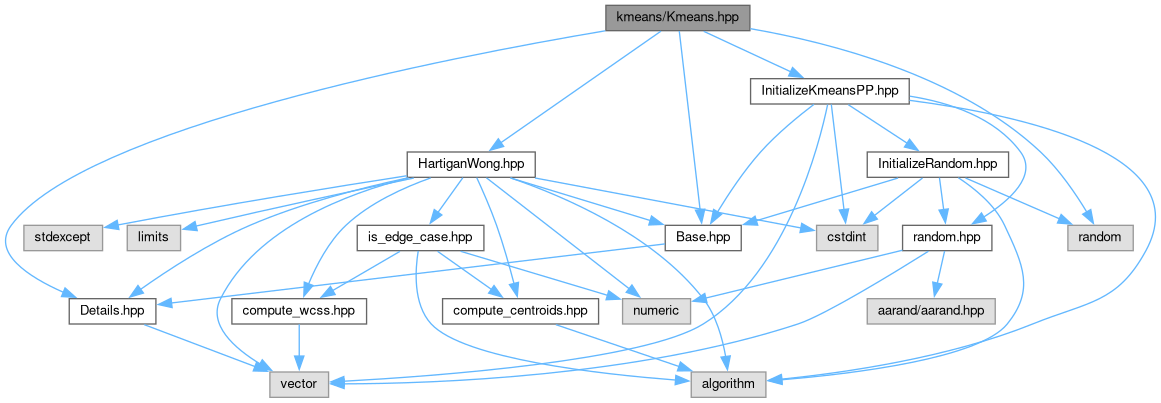 kmeans/Kmeans.hpp
InitializeKmeansPP.hpp
HartiganWong.hpp
InitializeRandom.hpp
stdexcept
limits
is_edge_case.hpp
Base.hpp
cstdint
random.hpp
random
Details.hpp
compute_wcss.hpp
compute_centroids.hpp
numeric
aarand/aarand.hpp
vector
algorithm